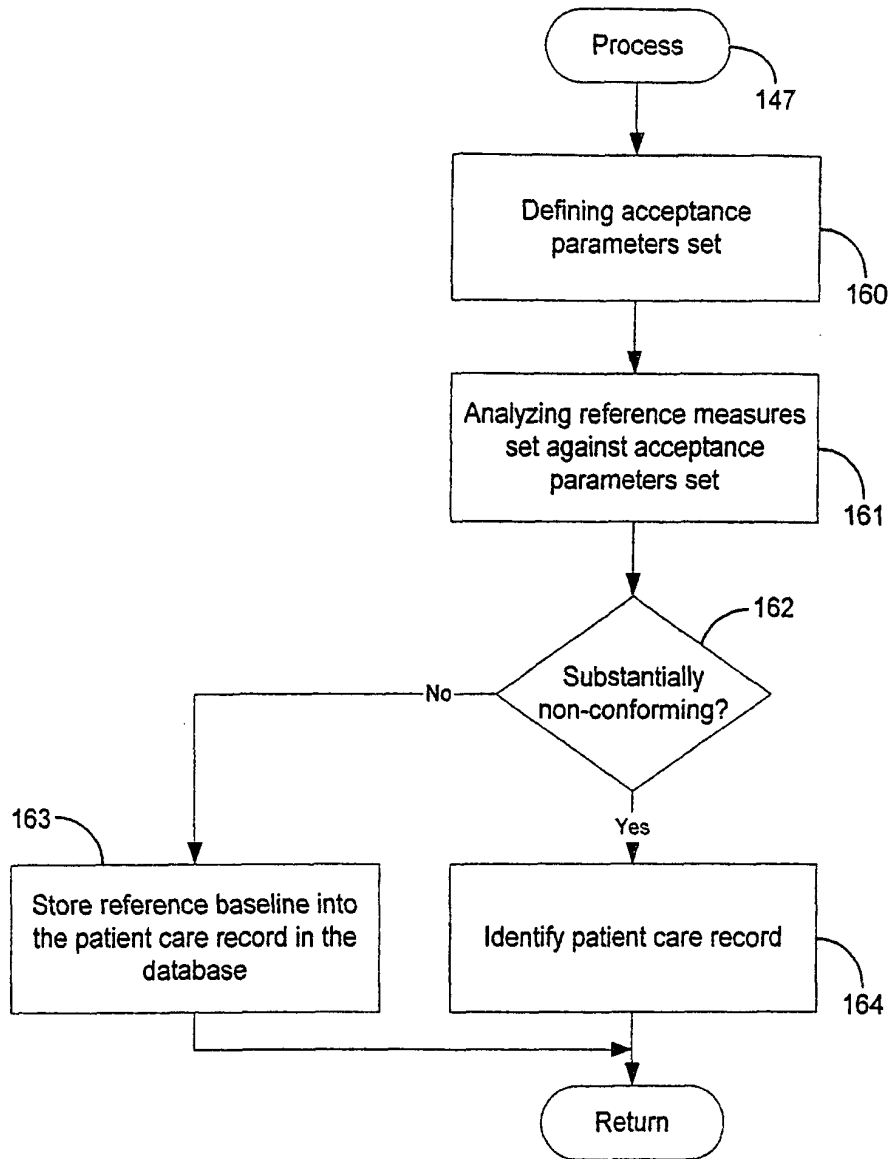 Process
147
Defining acceptance
parameters set
160
Analyzing reference measures
set against acceptance
parameters set
161
162
Substantially
non-conforming?
No
Yes
163
Store reference baseline into
the patient care record in the
database
Identify patient care record
164
Return